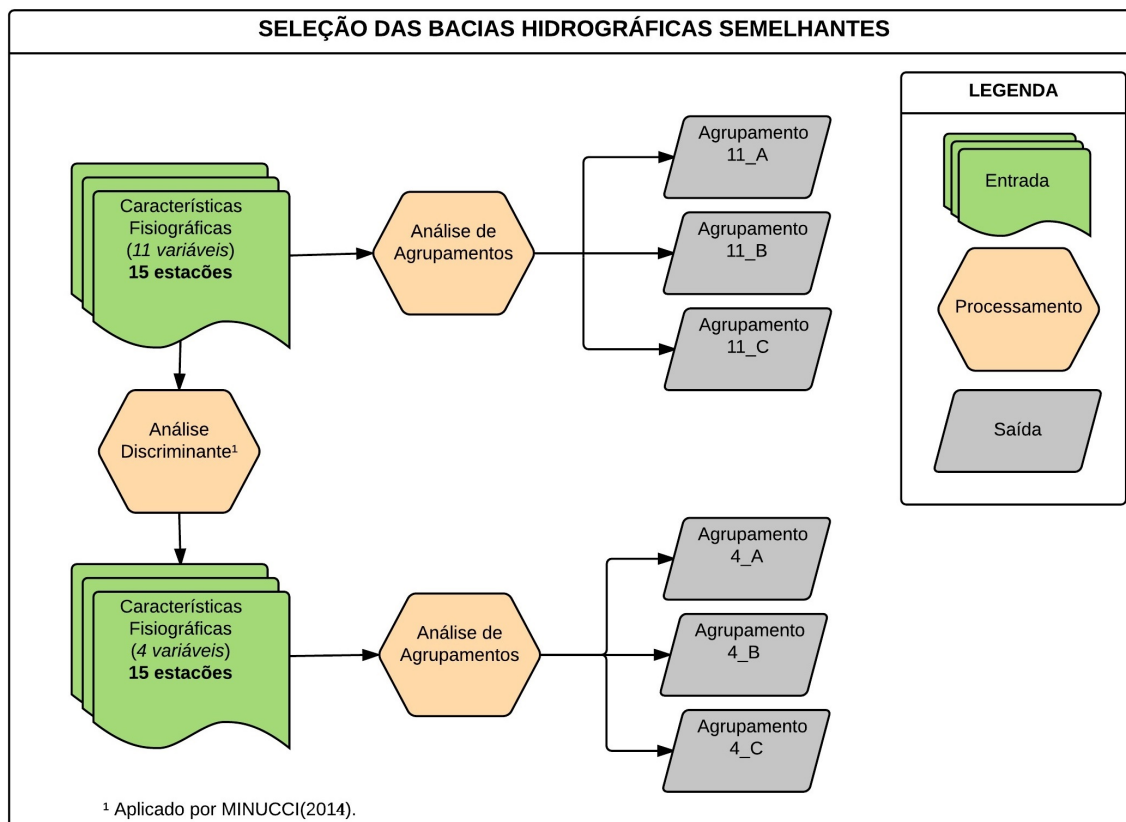 SELEÇÃO DAS BACIAS HIDROGRÁFICAS SEMELHANTES
LEGENDA
Entrada
Processamento
Saída
Características
Fisiográficas
(11 variáveis)
15 estacões
Análise de
Agrupamentos
Agrupamento
11_A
Agrupamento
11_B
Agrupamento
11_C
Análise
Discriminante¹
Características
Fisiográficas
(4 variáveis)
15 estacões
Análise de
Agrupamentos
Agrupamento
4_A
Agrupamento
4_B
Agrupamento
4_C
¹ Aplicado por MINUCCI(2014).